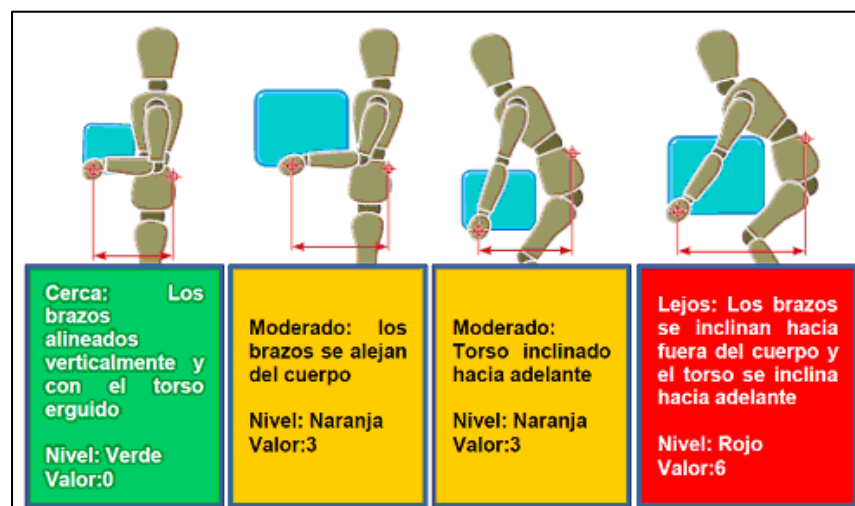 Cerca: Los
brazos
alineados
verticalmente y
con el torso
erguido
Nivel: Verde
Valor:0
Moderado: los
brazos se alejan
del cuerpo
Nivel: Naranja
Valor:3
Moderado:
Torso inclinado
hacia adelante
Nivel: Naranja
Valor:3
Lejos: Los brazos
se inclinan hacia
fuera del cuerpo y
el torso se inclina
hacia adelante
Nivel: Rojo
Valor:6